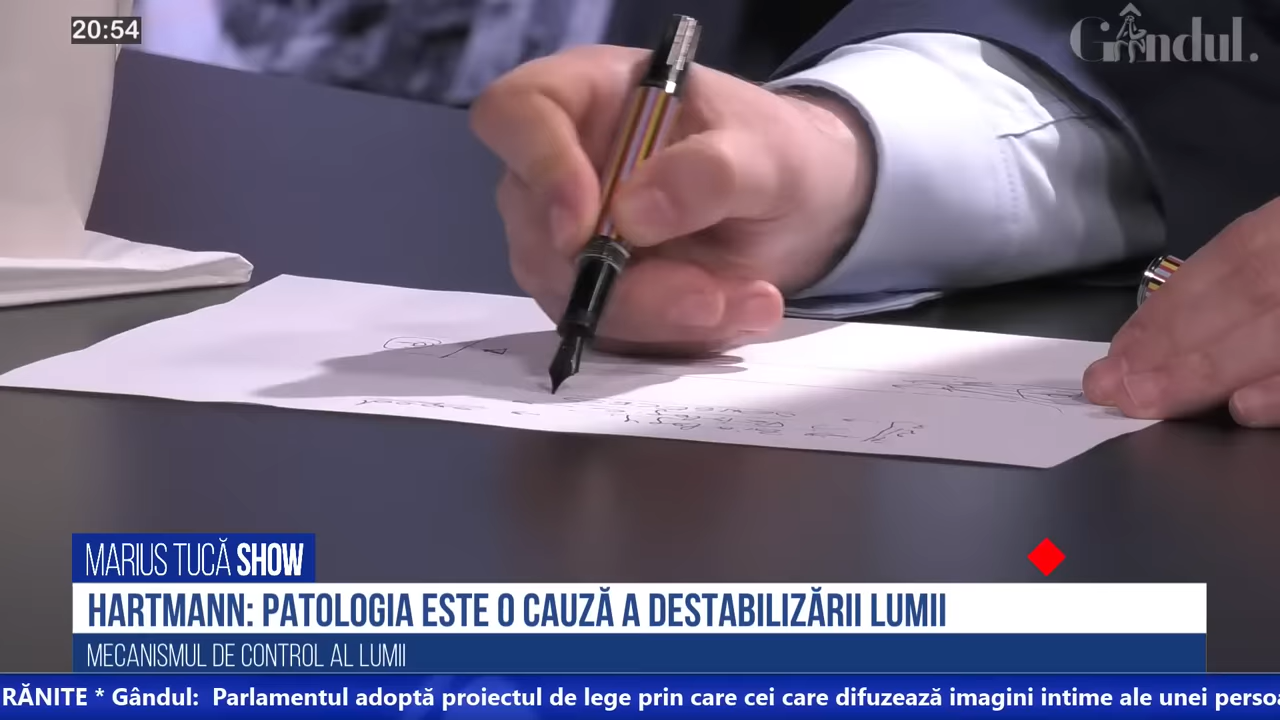 20:54
Gândul.
MARIUS TUCĂ SHOW
HARTMANN: PATOLOGIA ESTE O CAUZĂ A DESTABILIZĂRII LUMII
MECANISMUL DE CONTROL AL LUMII
RĂNITE * Gândul: Parlamentul adoptă proiectul de lege prin care cei care difuzează imagini intime ale unei perso